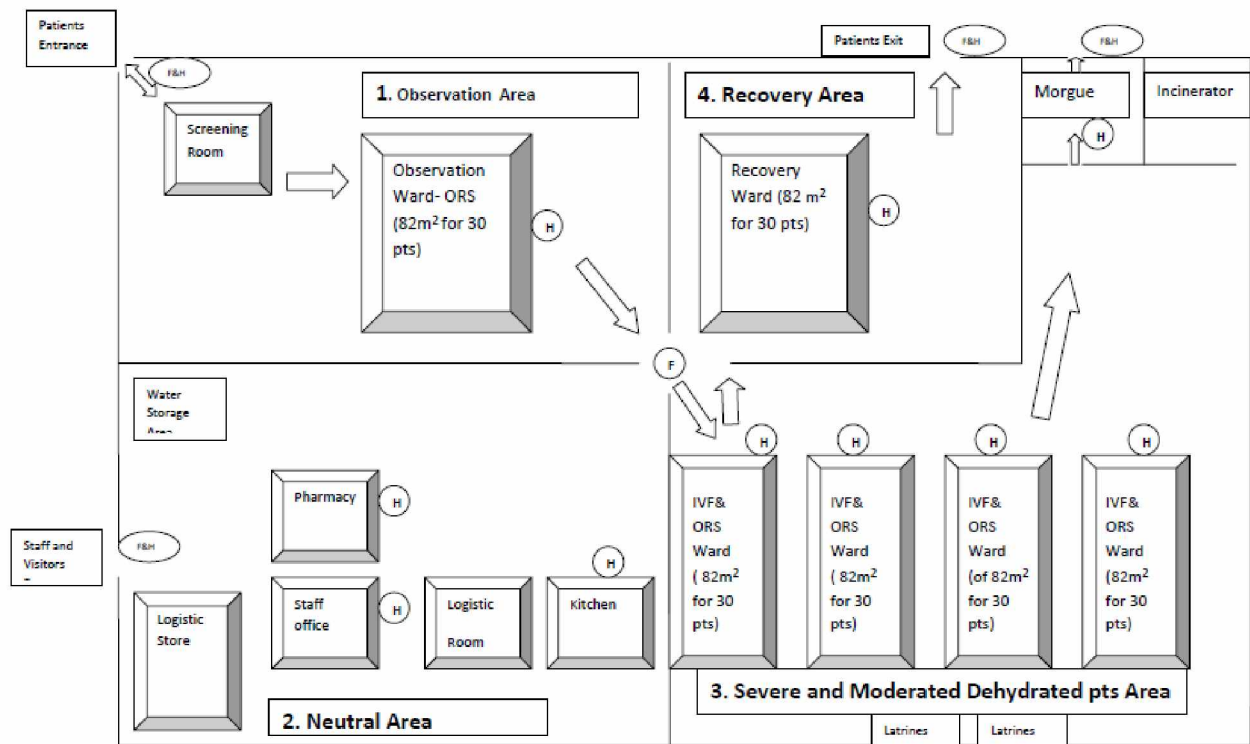 Patients
Entrance
F&H
Screening
Room
1. Observation Area
Observation
Ward- ORS
(82m² for 30
pts)
H
Patients Exit
F&H
F&H
4. Recovery Area
Recovery
Ward (82 m²
for 30 pts)
H
Morgue
H
Incinerator
F
Water
Storage
Area
Pharmacy
H
Staff and
Visitors
F&H
Logistic
Store
Staff
office
H
Logistic
Room
Kitchen
H
2. Neutral Area
H
IVF&
ORS
Ward
( 82m²
for 30
pts)
H
IVF&
ORS
Ward
( 82m²
for 30
pts)
H
IVF&
ORS
Ward
(of 82m²
for 30
pts)
H
IVF&
ORS
Ward
(82m²
for 30
pts)
3. Severe and Moderated Dehydrated pts Area
Latrines
Latrines